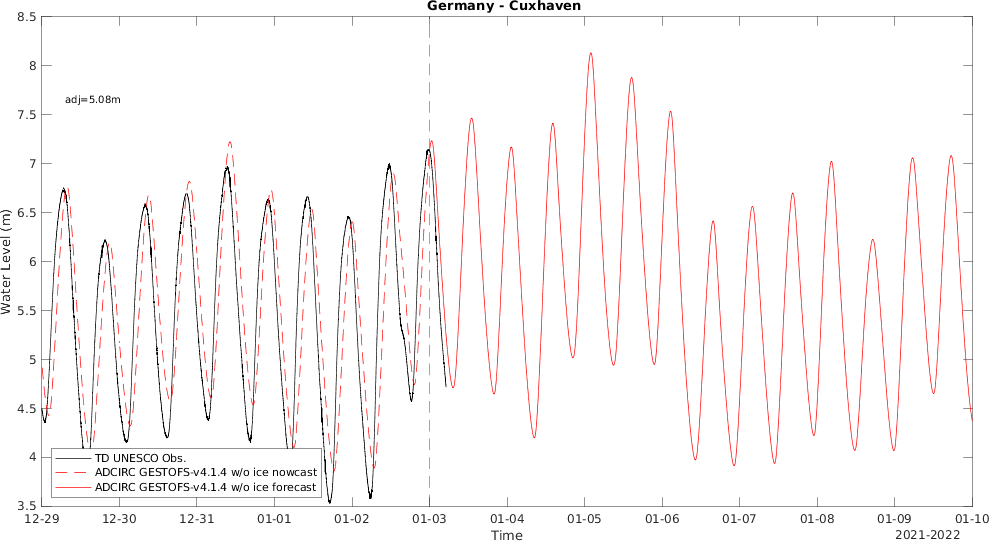 Germany - Cuxhaven
8.5
8
7.5
7
6.5
6
5.5
5
4.5
4
3.5
Water Level (m)
adj=5.08m
TD UNESCO Obs.
ADCIRC GESTOFS-v4.1.4 w/o ice nowcast
ADCIRC GESTOFS-v4.1.4 w/o ice forecast
12-29 12-30 12-31 01-01 01-02 01-03 01-04 01-05 01-06 01-07 01-08 01-09 01-10
Time
2021-2022